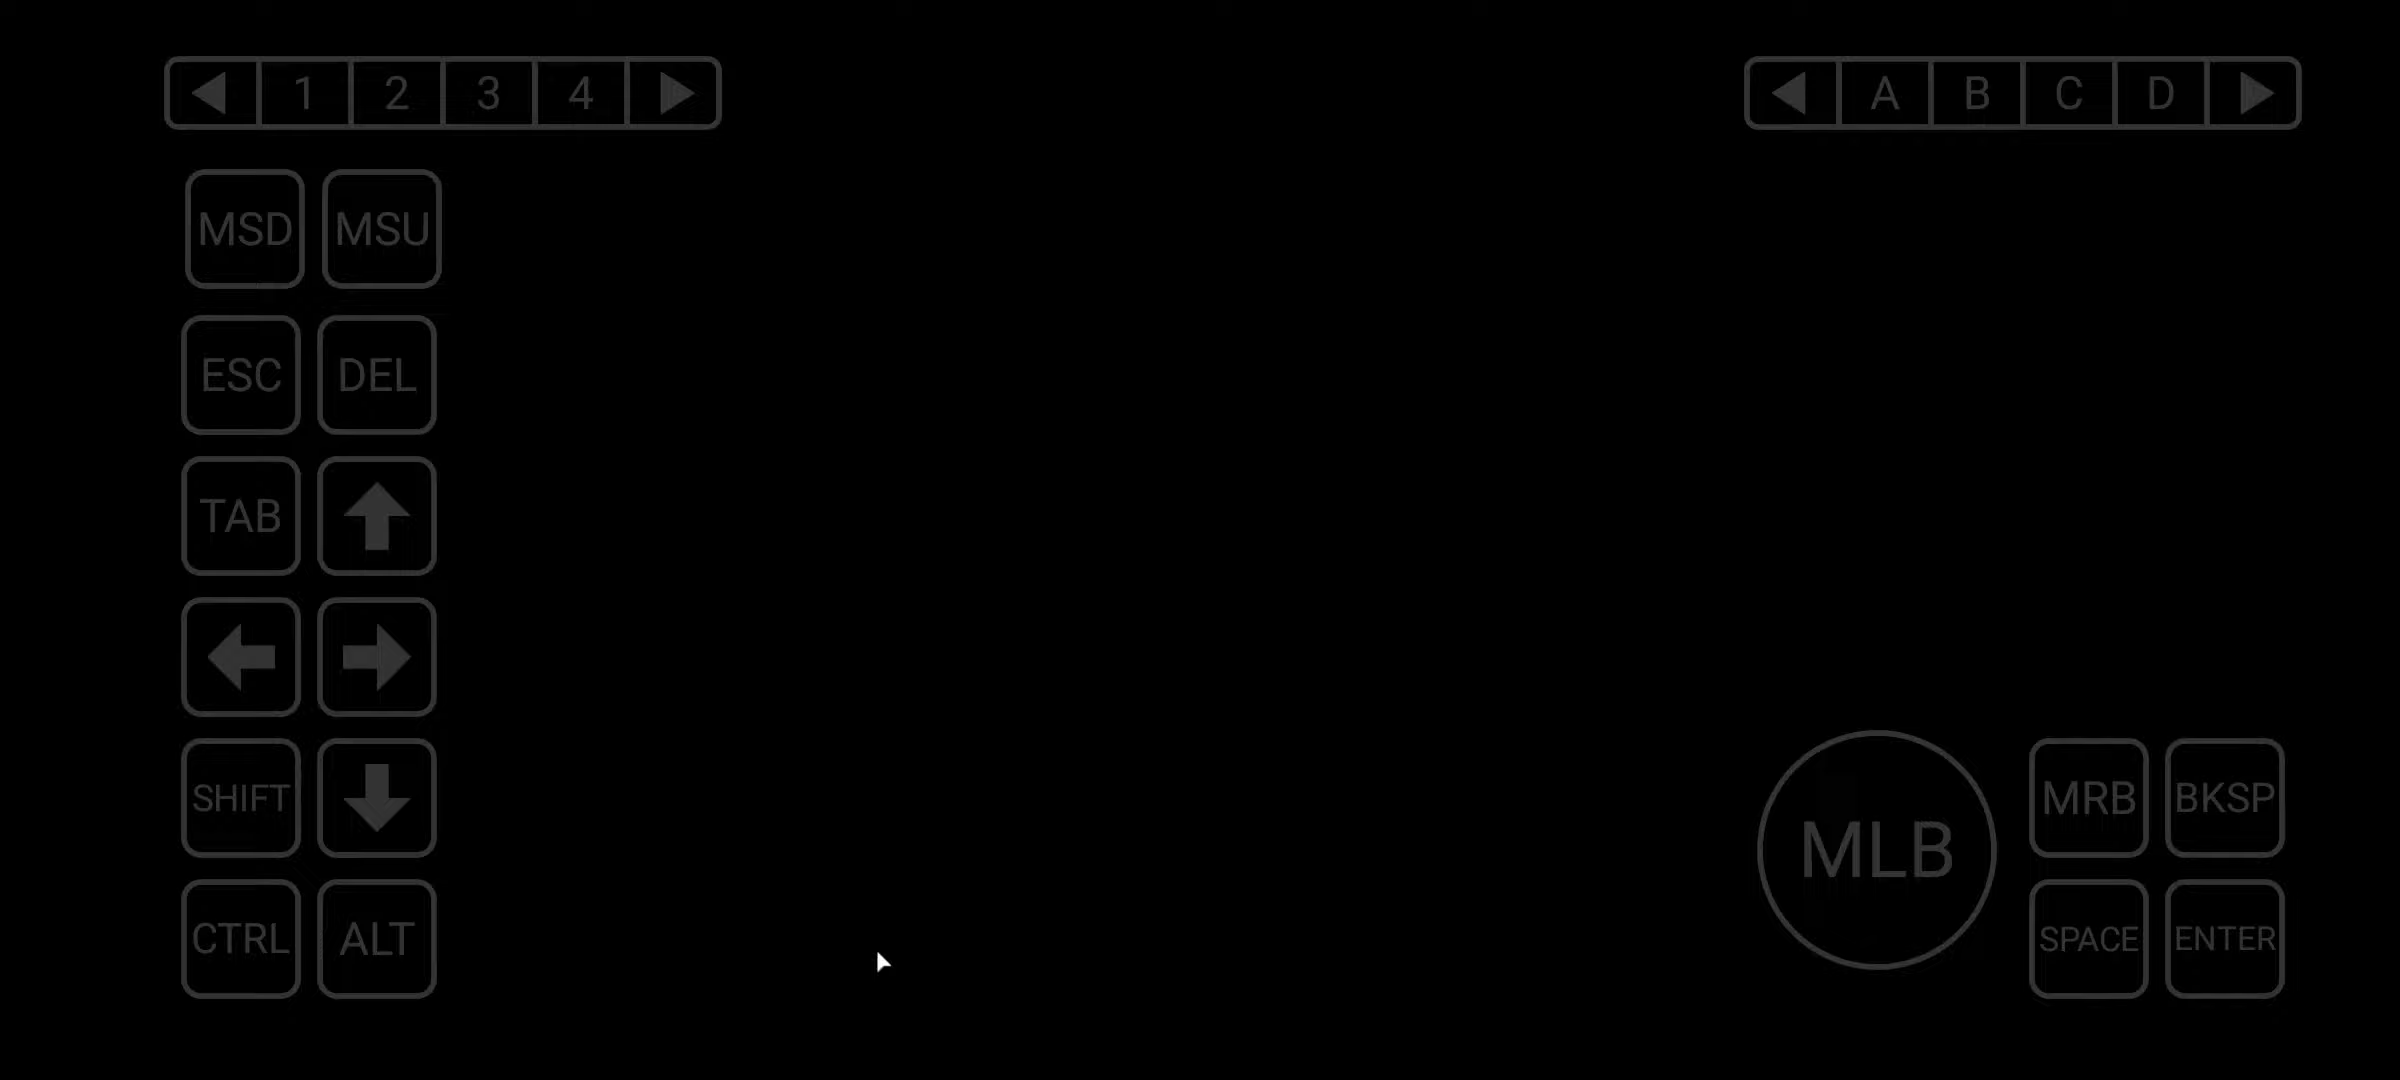 1 2 3 4
A B C D
MSD MSU
ESC DEL
TAB
SHIFT
MRB BKSP
MLB
CTRL ALT
SPACE ENTER